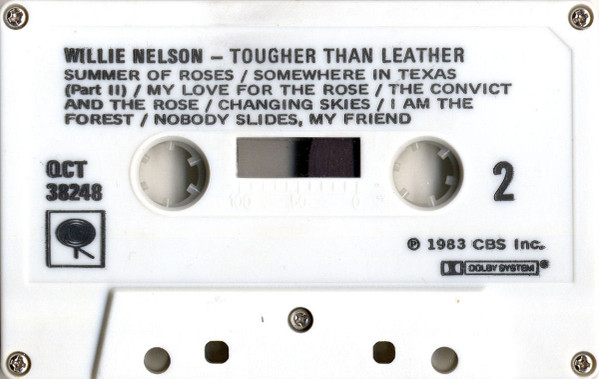 WILLIE NELSON – TOUGHER THAN LEATHER
SUMMER OF ROSES / SOMEWHERE IN TEXAS
(Part II) / MY LOVE FOR THE ROSE / THE CONVICT
AND THE ROSE / CHANGING SKIES / I AM THE
FOREST / NOBODY SLIDES, MY FRIEND
QCT
38248
2
100 50 0
℗ 1983 CBS Inc.
DOLBY SYSTEM®